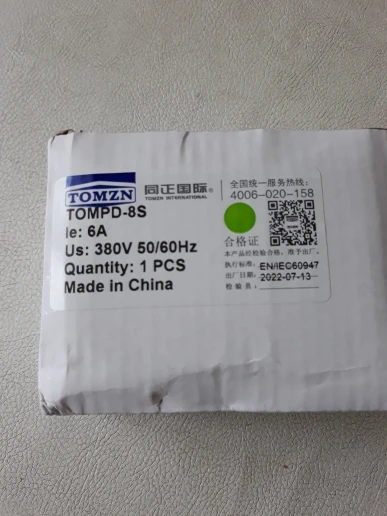 TOMZN 同正国际®
TOMZN INTERNATIONAL
TOMPD-8S
Ie: 6A
Us: 380V 50/60Hz
Quantity: 1 PCS
Made in China
全国统一服务热线:
4006-020-158
合格证
本产品经检验合格，准予出厂。
执行标准: EN/IEC60947
出厂日期: 2022-07-13
检验员: